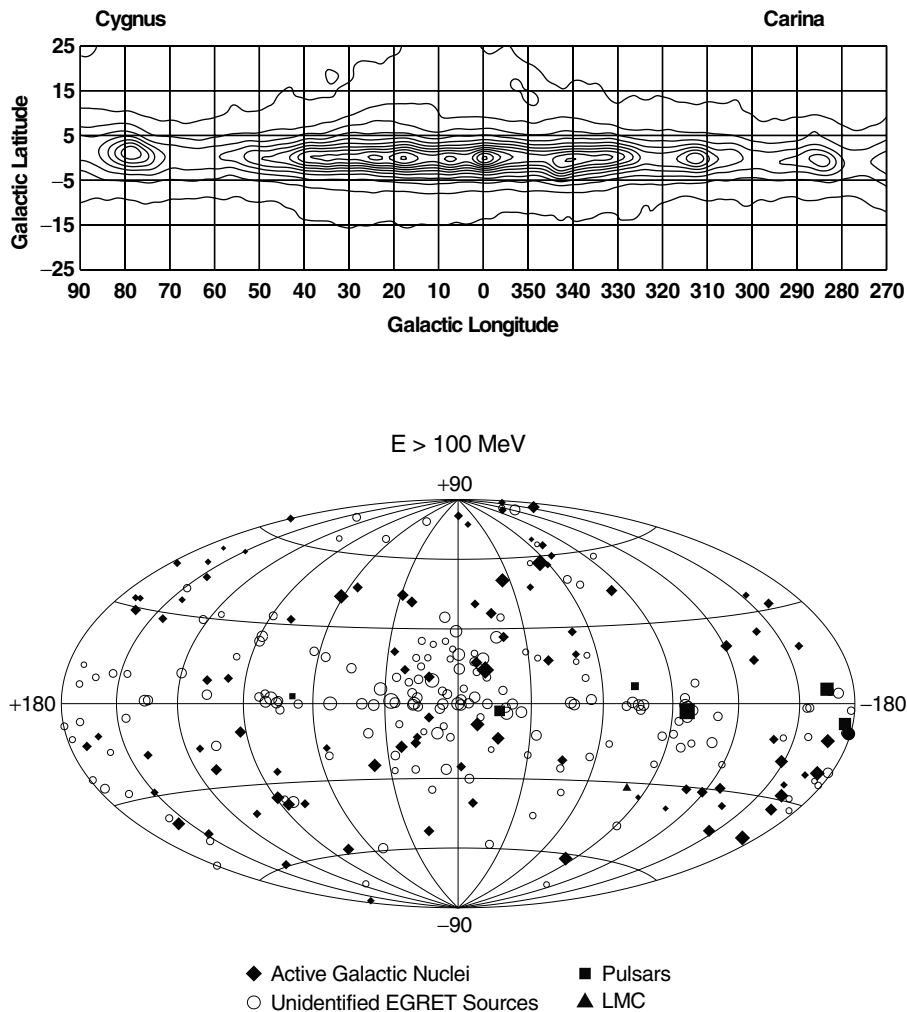 Cygnus Carina
25
15
5
−5
−15
−25
Galactic Latitude
90 80 70 60 50 40 30 20 10 0 350 340 330 320 310 300 290 280 270
Galactic Longitude
E > 100 MeV
+90
+180 −180
−90
Active Galactic Nuclei Pulsars
Unidentified EGRET Sources LMC